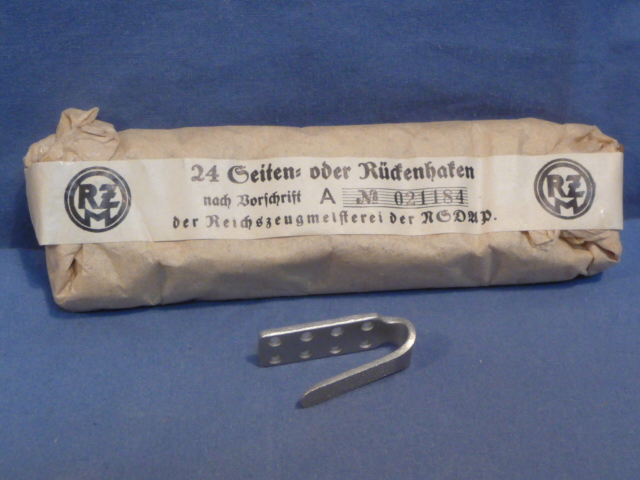 RZM
24 Seiten- oder Rückenhaken
nach Vorschrift A № 021184
der Reichszeugmeisterei der NSDAP.
RZM